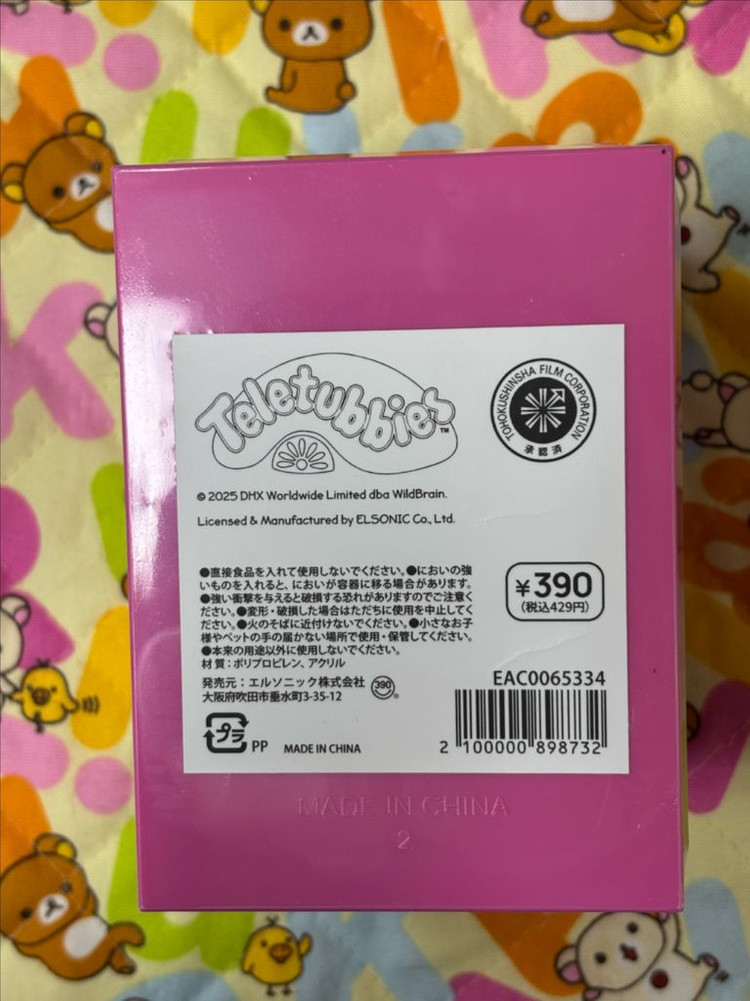 Teletubbies™
TOHOKUSHINSHA FILM CORPORATION
承認済
© 2025 DHX Worldwide Limited dba WildBrain.
Licensed & Manufactured by ELSONIC Co., Ltd.
●直接食品を入れて使用しないでください。●においの強
いものを入れると、においが容器に移る場合があります。
●強い衝撃を与えると破損する恐れがありますのでご注意く
ださい。●変形・破損した場合はただちに使用を中止してく
ださい。●火のそばに近付けないでください。●小さなお子
様やペットの手の届かない場所で使用・保管してください。
●本来の用途以外に使用しないでください。
材質：ポリプロピレン、アクリル
発売元：エルソニック株式会社
大阪府吹田市垂水町3-35-12
390®
プラ
PP
MADE IN CHINA
¥390
(税込429円)
EAC0065334
2 100000 898732
MADE IN CHINA
2